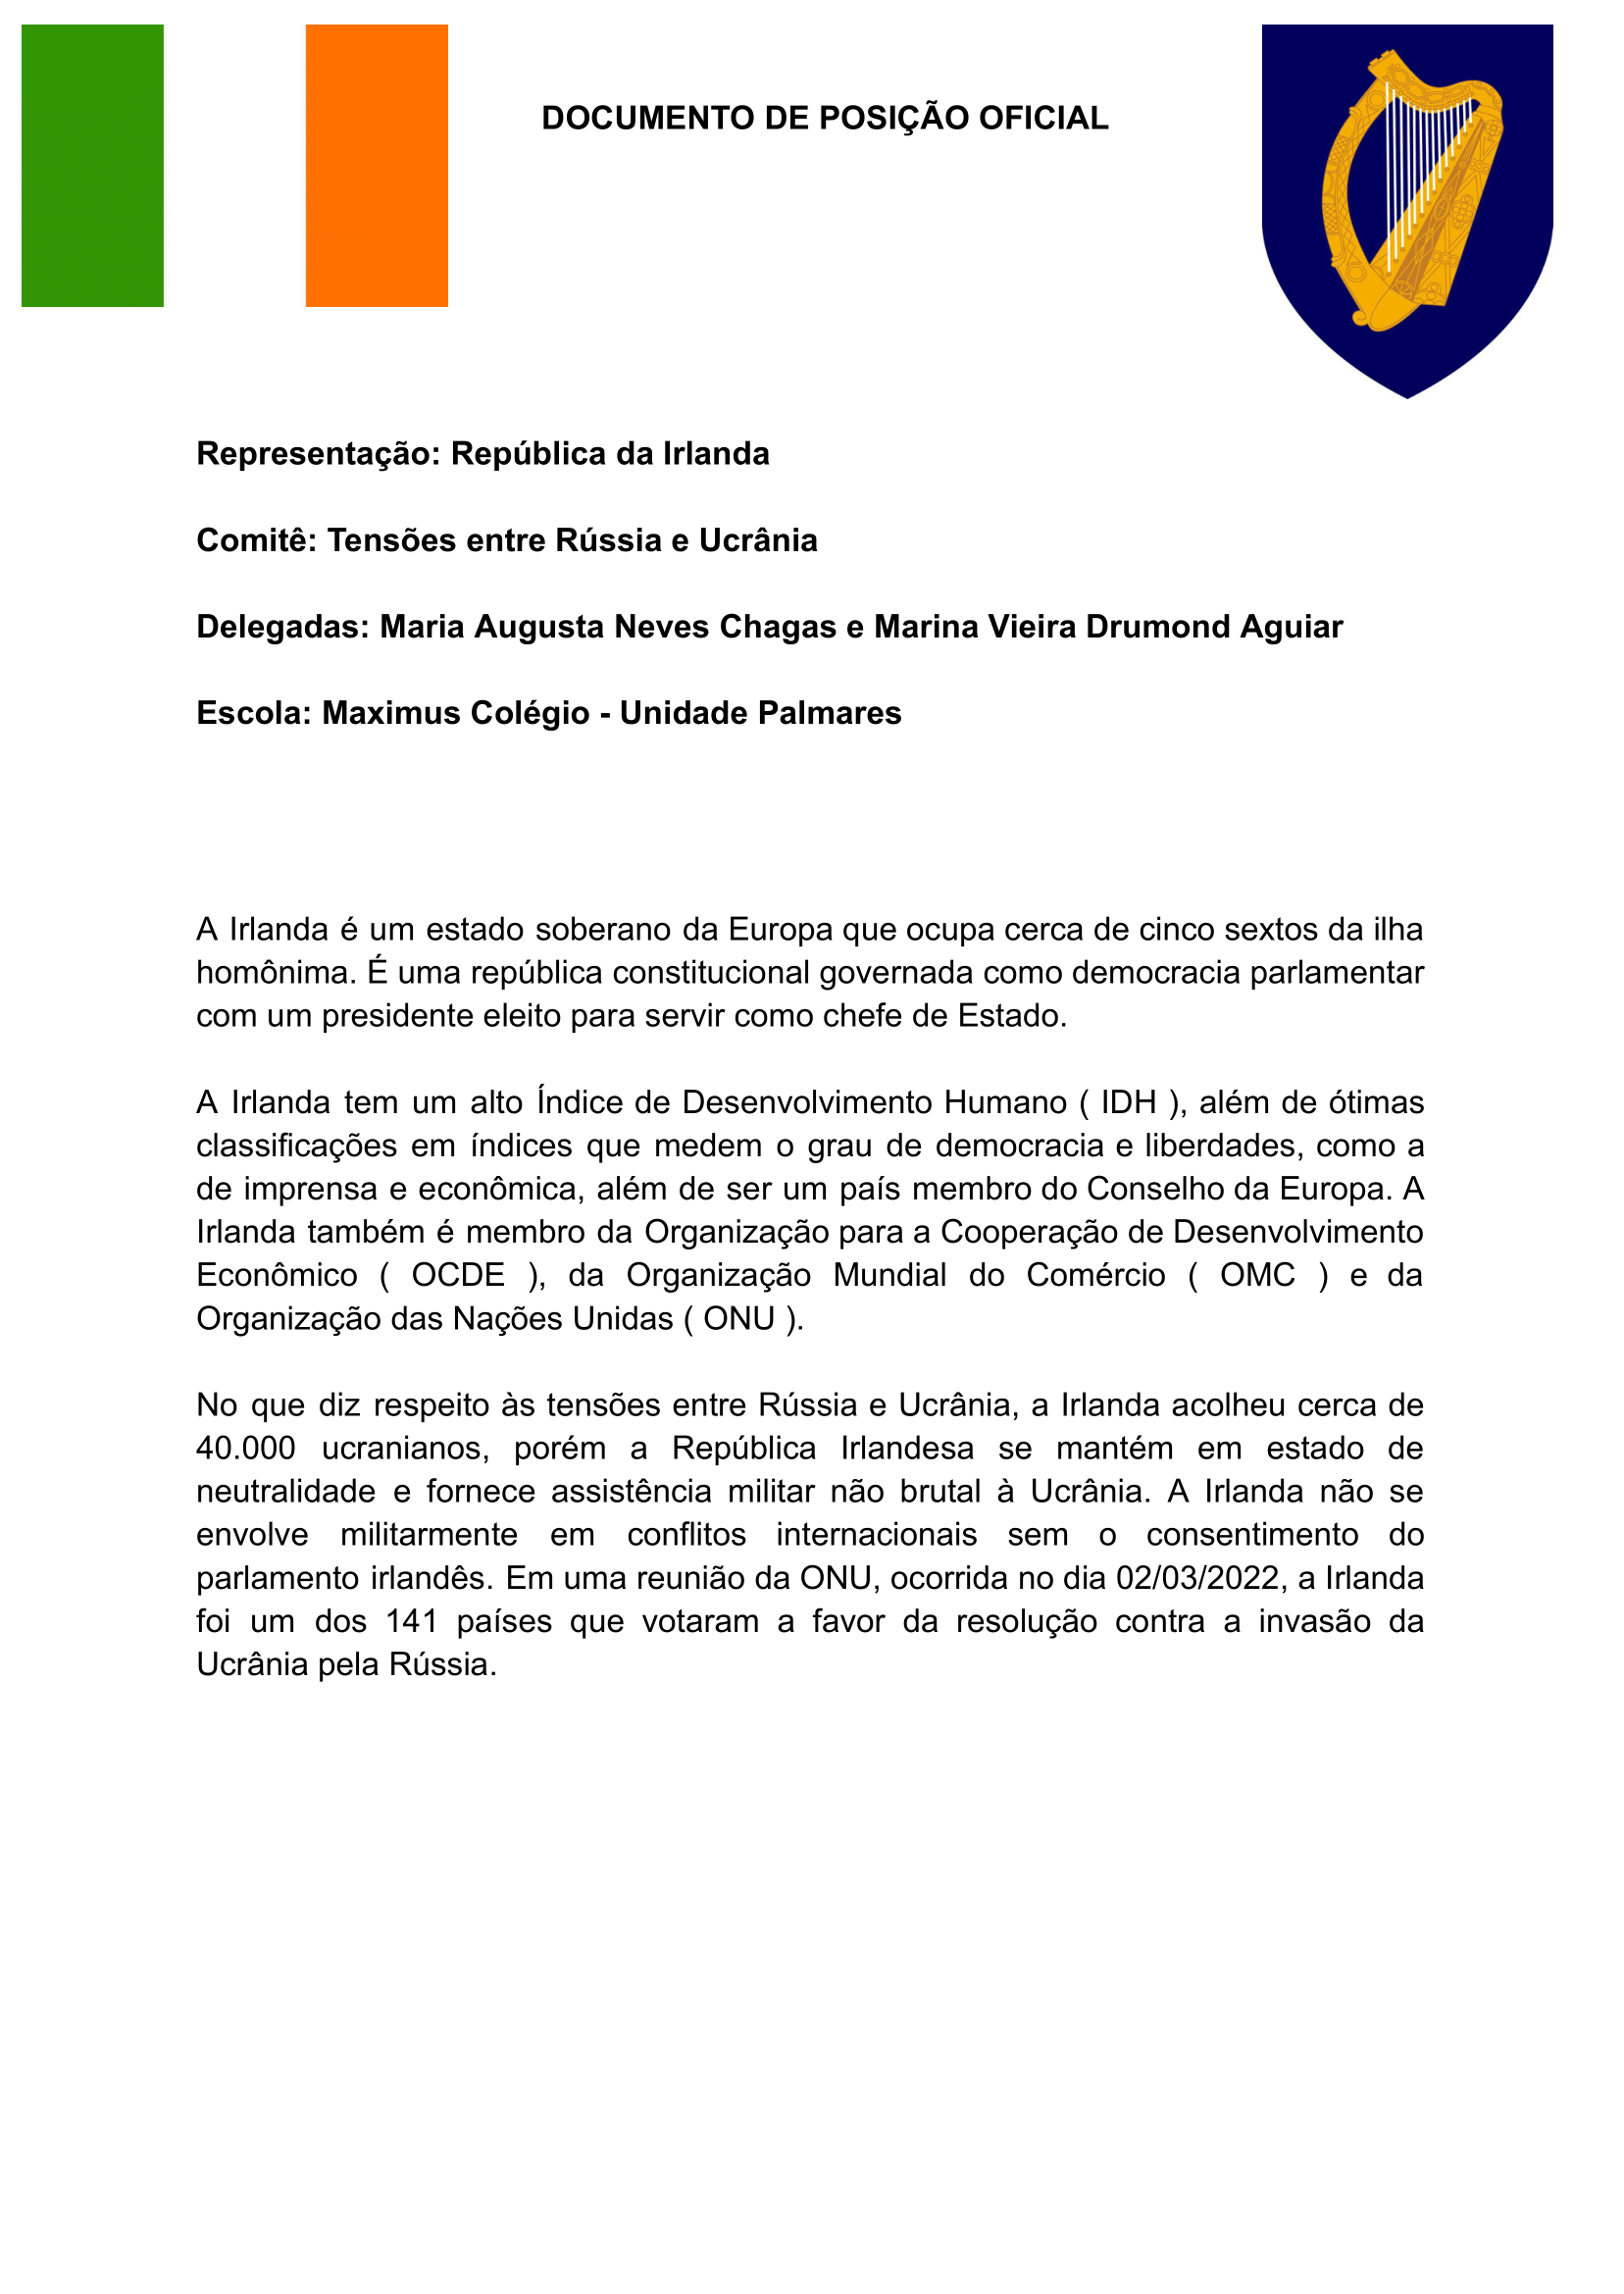 DOCUMENTO DE POSIÇÃO OFICIAL
Representação: República da Irlanda
Comitê: Tensões entre Rússia e Ucrânia
Delegadas: Maria Augusta Neves Chagas e Marina Vieira Drumond Aguiar
Escola: Maximus Colégio - Unidade Palmares
A Irlanda é um estado soberano da Europa que ocupa cerca de cinco sextos da ilha
homônima. É uma república constitucional governada como democracia parlamentar
com um presidente eleito para servir como chefe de Estado.
A Irlanda tem um alto Índice de Desenvolvimento Humano ( IDH ), além de ótimas
classificações em índices que medem o grau de democracia e liberdades, como a
de imprensa e econômica, além de ser um país membro do Conselho da Europa. A
Irlanda também é membro da Organização para a Cooperação de Desenvolvimento
Econômico ( OCDE ), da Organização Mundial do Comércio ( OMC ) e da
Organização das Nações Unidas ( ONU ).
No que diz respeito às tensões entre Rússia e Ucrânia, a Irlanda acolheu cerca de
40.000 ucranianos, porém a República Irlandesa se mantém em estado de
neutralidade e fornece assistência militar não brutal à Ucrânia. A Irlanda não se
envolve militarmente em conflitos internacionais sem o consentimento do
parlamento irlandês. Em uma reunião da ONU, ocorrida no dia 02/03/2022, a Irlanda
foi um dos 141 países que votaram a favor da resolução contra a invasão da
Ucrânia pela Rússia.